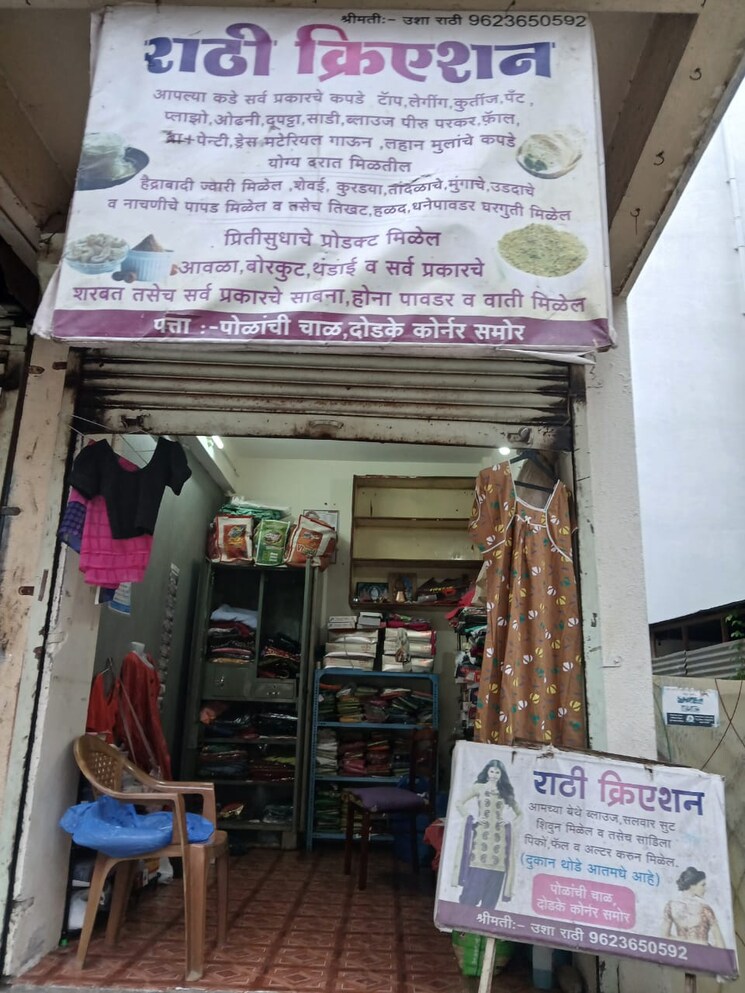 श्रीमती:- उशा राठी 9623650592
राठी क्रिएशन
आपल्या कडे सर्व प्रकारचे कपडे टॉप,लेगींग,कुर्तीज,पँट,
प्लाझो,ओढनी,दूपट्टा,साडी,ब्लाउज पीरु परकर,फ़ॅाल,
ब्रा+पेन्टी,ड्रेस मटेरियल गाऊन ,लहान मुलांचे कपडे
योग्य दरात मिळतील
हैद्राबादी ज्वारी मिळेल ,शेवई, कुरडया,तांदळाचे,मुंगाचे,उडदाचे
व नाचणीचे पापड मिळेल व तसेच तिखट,हळद,धनेपावडर घरगुती मिळेल
प्रितीसुधाचे प्रोडक्ट मिळेल
आवळा,बोरकुट,थंडाई व सर्व प्रकारचे
शरबत तसेच सर्व प्रकारचे साबना,होना पावडर व वाती मिळेल
पत्ता :-पोळांची चाळ,दोडके कोर्नर समोर
राठी क्रिएशन
आमच्या येथे ब्लाउज,सलवार सुट
शिवुन मिळेल व तसेच सांडिला
पिको,फॅल व अल्टर करुन मिळेल.
(दुकान थोडे आतमधे आहे)
पोळांची चाळ,
दोडके कोर्नर समोर
श्रीमती:- उशा राठी 9623650592